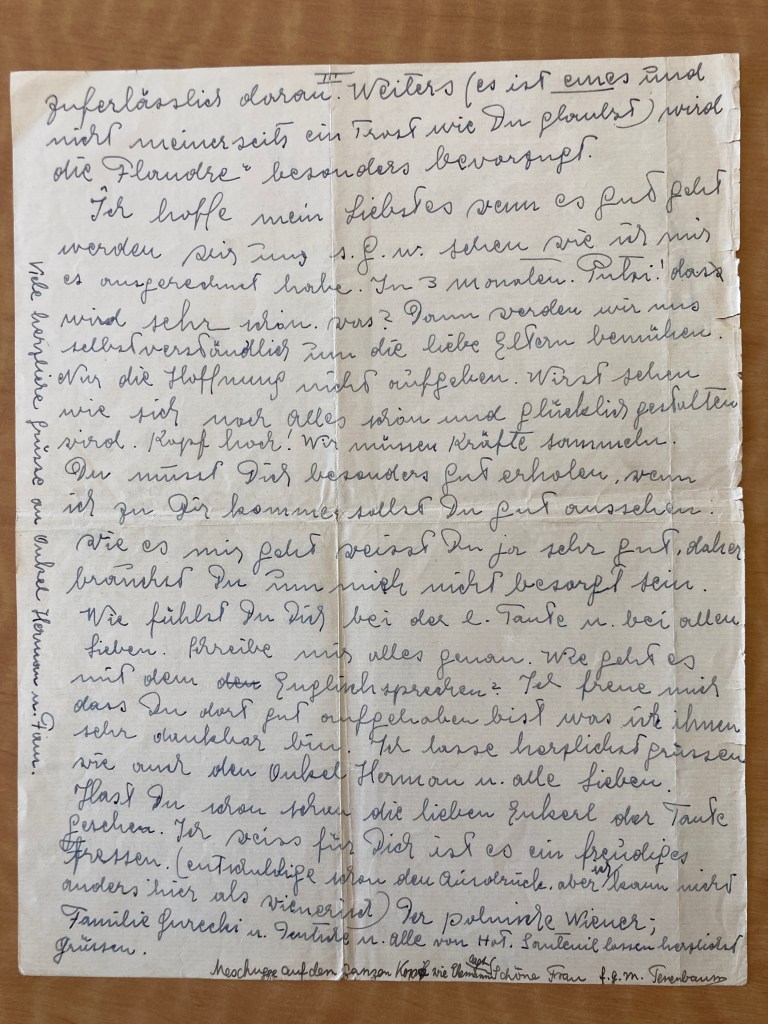 III
zuferlässlich daran. Weiters (es ist eines und
nicht meinerseits ein Trost wie Du glaubst) wird
die Flandre" besonders bevorzugt.
Ich hoffe mein Liebstes wenn es gut geht
werden wir uns s. G. w. sehen wie ich mir
es ausgerechnet habe. In 3 Monaten. Putzi! dass
wird sehr schön. was? Dann werden wir uns
selbstverständlich um die liebe Eltern bemühen.
Nur die Hoffnung nicht aufgeben. Wirst sehen
wie sich noch alles schön und glücklich gestalten
wird. Kopf hoch! Wir müssen Kräfte sammeln.
Du musst Dich besonders gut erholen, wenn
ich zu Dir komme, sollst Du gut aussehen!
Wie es mir geht weisst Du ja sehr gut, daher
brauchst Du um mich nicht besorgt sein.
Wie fühlst Du Dich bei der l. Tante u. bei allen
Lieben. Schreibe mir alles genau. Wie geht es
mit dem den Englischsprechen? Ich freue mich
dass Du dort gut aufgehoben bist was ich ihnen
sehr dankbar bin. Ich lasse herzlichst grüssen
wie auch den Onkel Herman u. alle Lieben.
Hast Du schon schon die lieben Enkerl der Tante
gesehen. Ich weiss für Dich ist es ein freudiges
fressen. (entschuldige schon den Ausdruck, aber ich kann nicht
anders hier als wienerisch) Der polnische Wiener;
Familie Gurecki u. u. alle von Hot. lassen herzlichst
Grüssen.
Meschugge auf dem ganzen Kopf wie Schöne Frau f. g. m. Tenenbaum
Viele herzliche Grüsse an Onkel Herman u. Fam.